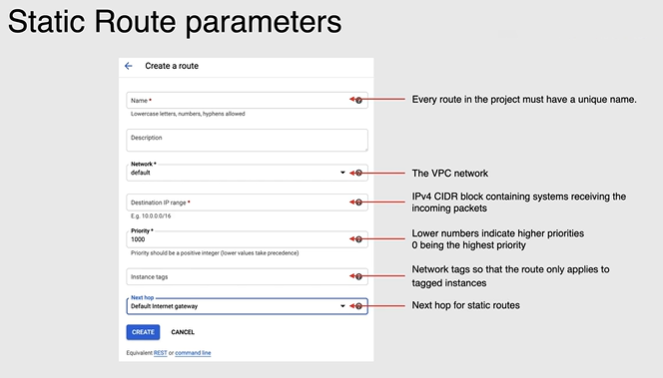 Static Route parameters
← Create a route
Name *
Lowercase letters, numbers, hyphens allowed
Every route in the project must have a unique name.
Description
Network *
default
The VPC network
Destination IP range *
E.g. 10.0.0.0/16
IPv4 CIDR block containing systems receiving the
incoming packets
Priority *
1000
Priority should be a positive integer (lower values take precedence)
Lower numbers indicate higher priorities
0 being the highest priority
Instance tags
Network tags so that the route only applies to
tagged instances
Next hop
Default Internet gateway
Next hop for static routes
CREATE CANCEL
Equivalent REST or command line